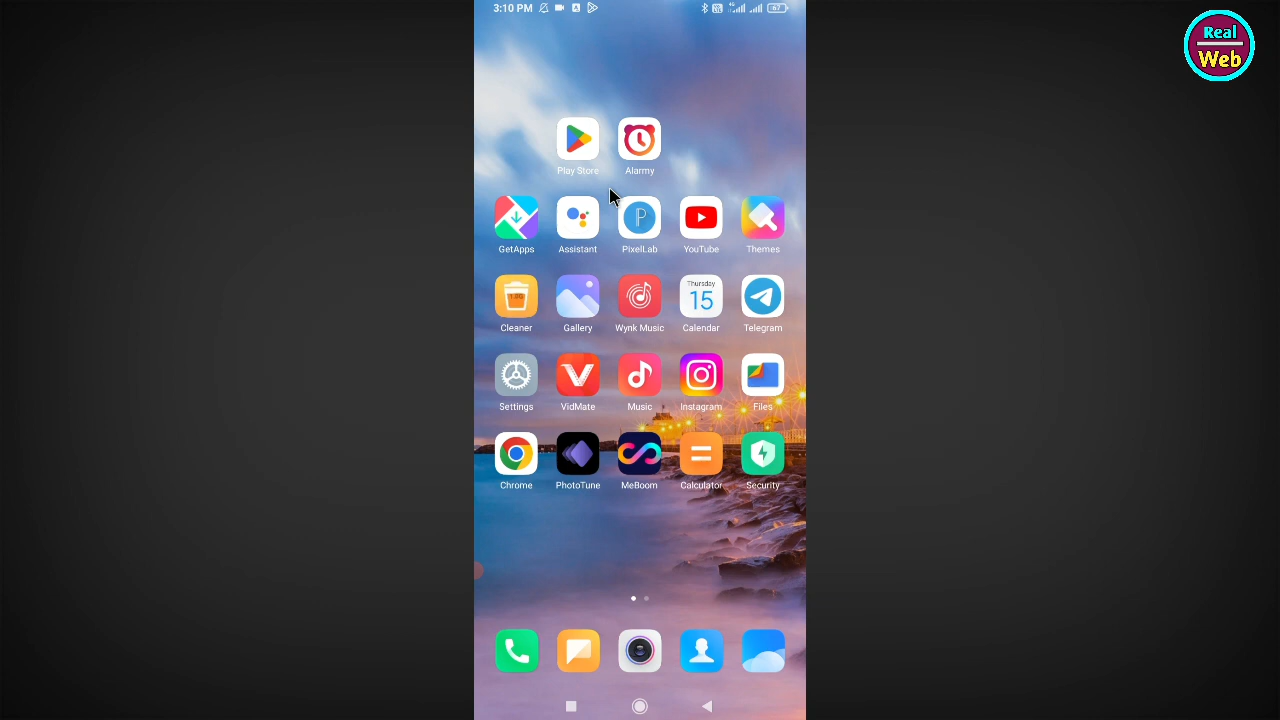 3:10 PM
67
Real
Web
Play Store
Alarmy
GetApps
Assistant
PixelLab
YouTube
Themes
Thursday
15
Cleaner
Gallery
Wynk Music
Calendar
Telegram
Settings
VidMate
Music
Instagram
Files
Chrome
PhotoTune
MeBoom
Calculator
Security